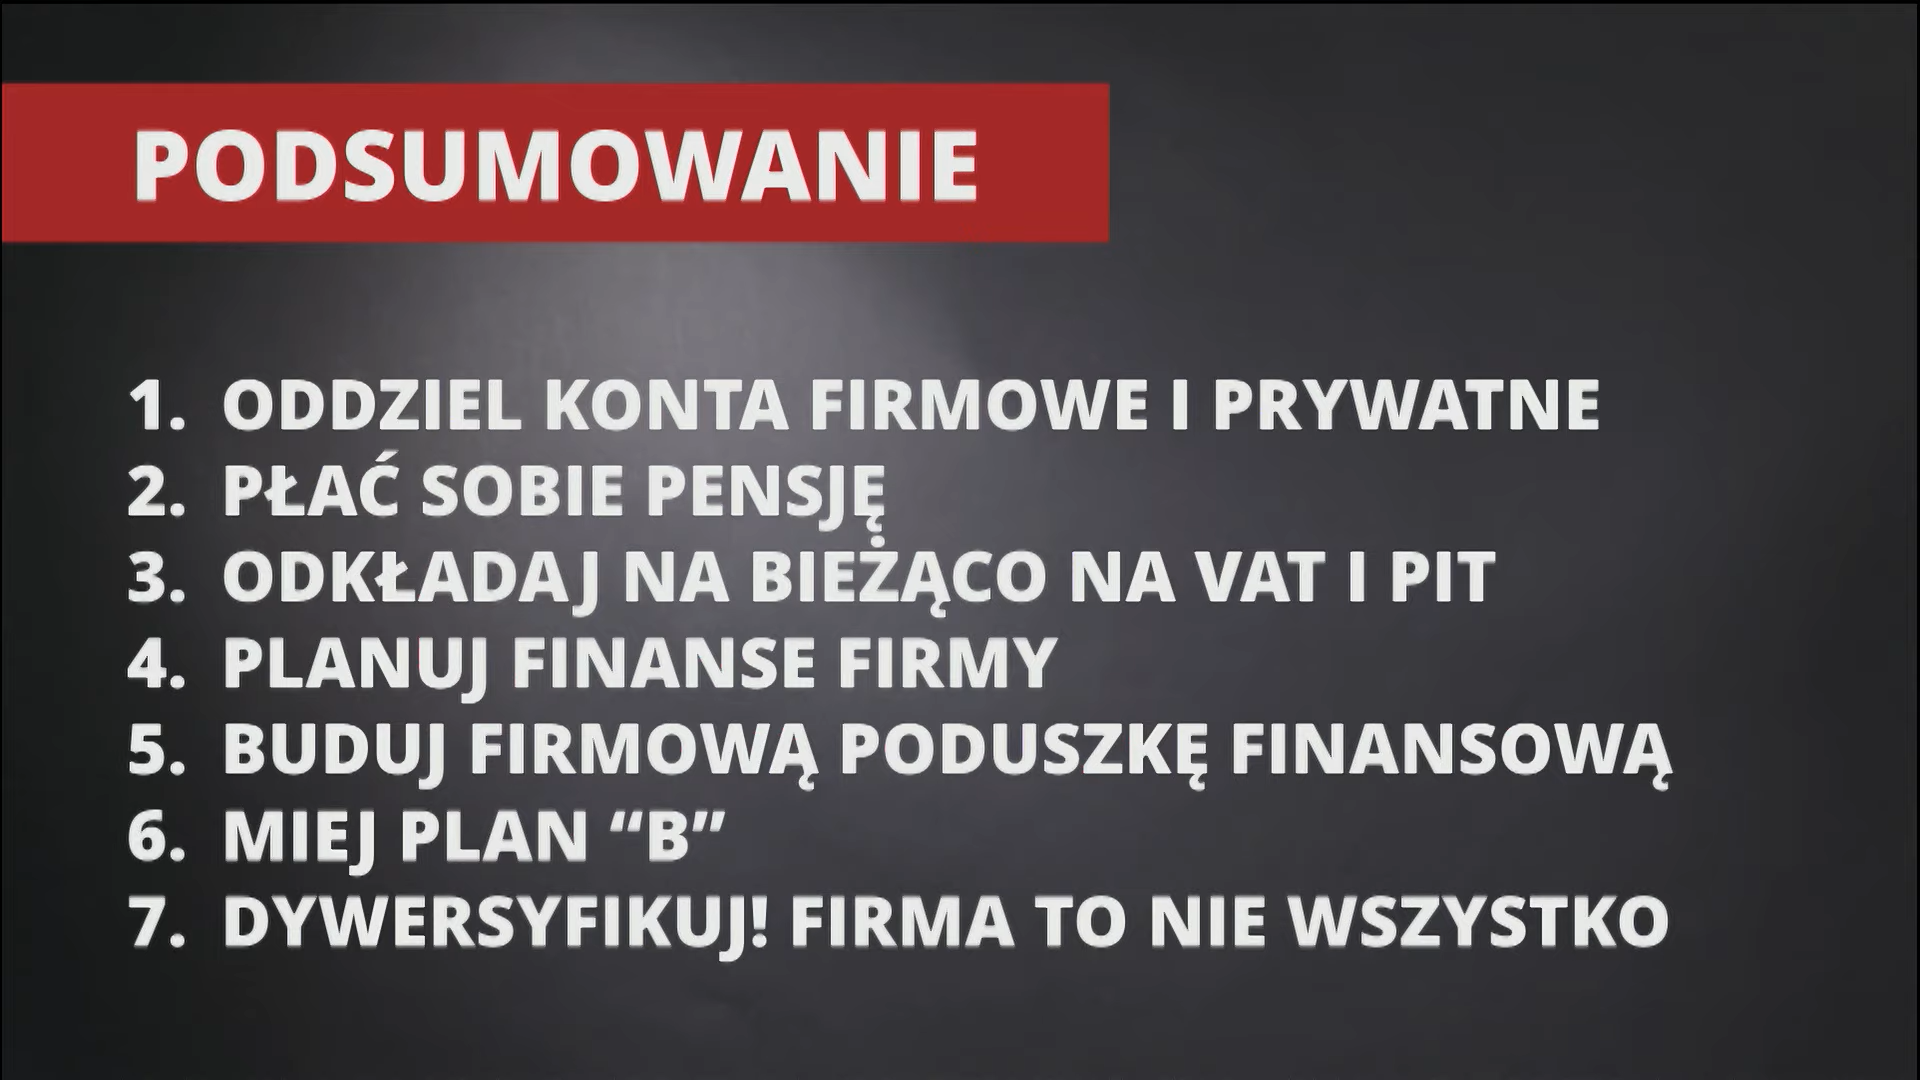 PODSUMOWANIE
1. ODDZIEL KONTA FIRMOWE I PRYWATNE
2. PŁAĆ SOBIE PENSJĘ
3. ODKŁADAJ NA BIEŻĄCO NA VAT I PIT
4. PLANUJ FINANSE FIRMY
5. BUDUJ FIRMOWĄ PODUSZKĘ FINANSOWĄ
6. MIEJ PLAN “B”
7. DYWERSYFIKUJ! FIRMA TO NIE WSZYSTKO